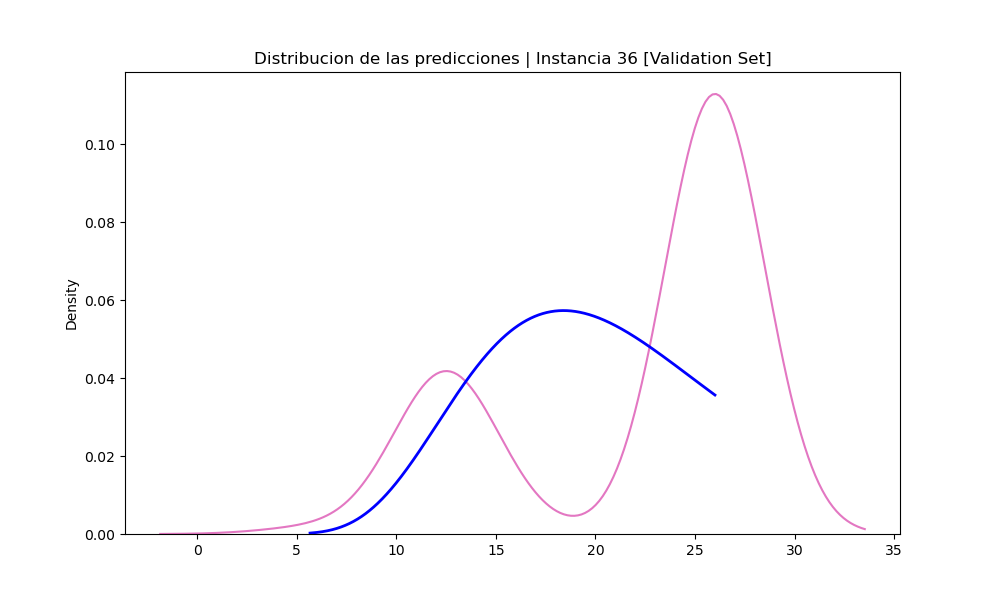 Distribucion de las predicciones | Instancia 36 [Validation Set]
Density
0.10
0.08
0.06
0.04
0.02
0.00
0 5 10 15 20 25 30 35